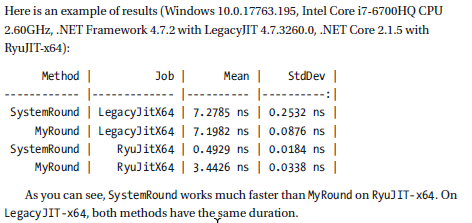 Here is an example of results (Windows 10.0.17763.195, Intel Core i7-6700HQ CPU
2.60GHz, .NET Framework 4.7.2 with LegacyJIT 4.7.3260.0, .NET Core 2.1.5 with
RyuJIT-x64):
Method | Job | Mean | StdDev |
------------ |------------- |---------- |----------:|
SystemRound | LegacyJitX64 | 7.2785 ns | 0.2532 ns |
MyRound | LegacyJitX64 | 7.1982 ns | 0.0876 ns |
SystemRound | RyuJitX64 | 0.4929 ns | 0.0184 ns |
MyRound | RyuJitX64 | 3.4426 ns | 0.0338 ns |
As you can see, SystemRound works much faster than MyRound on RyuJIT-x64. On
LegacyJIT-x64, both methods have the same duration.